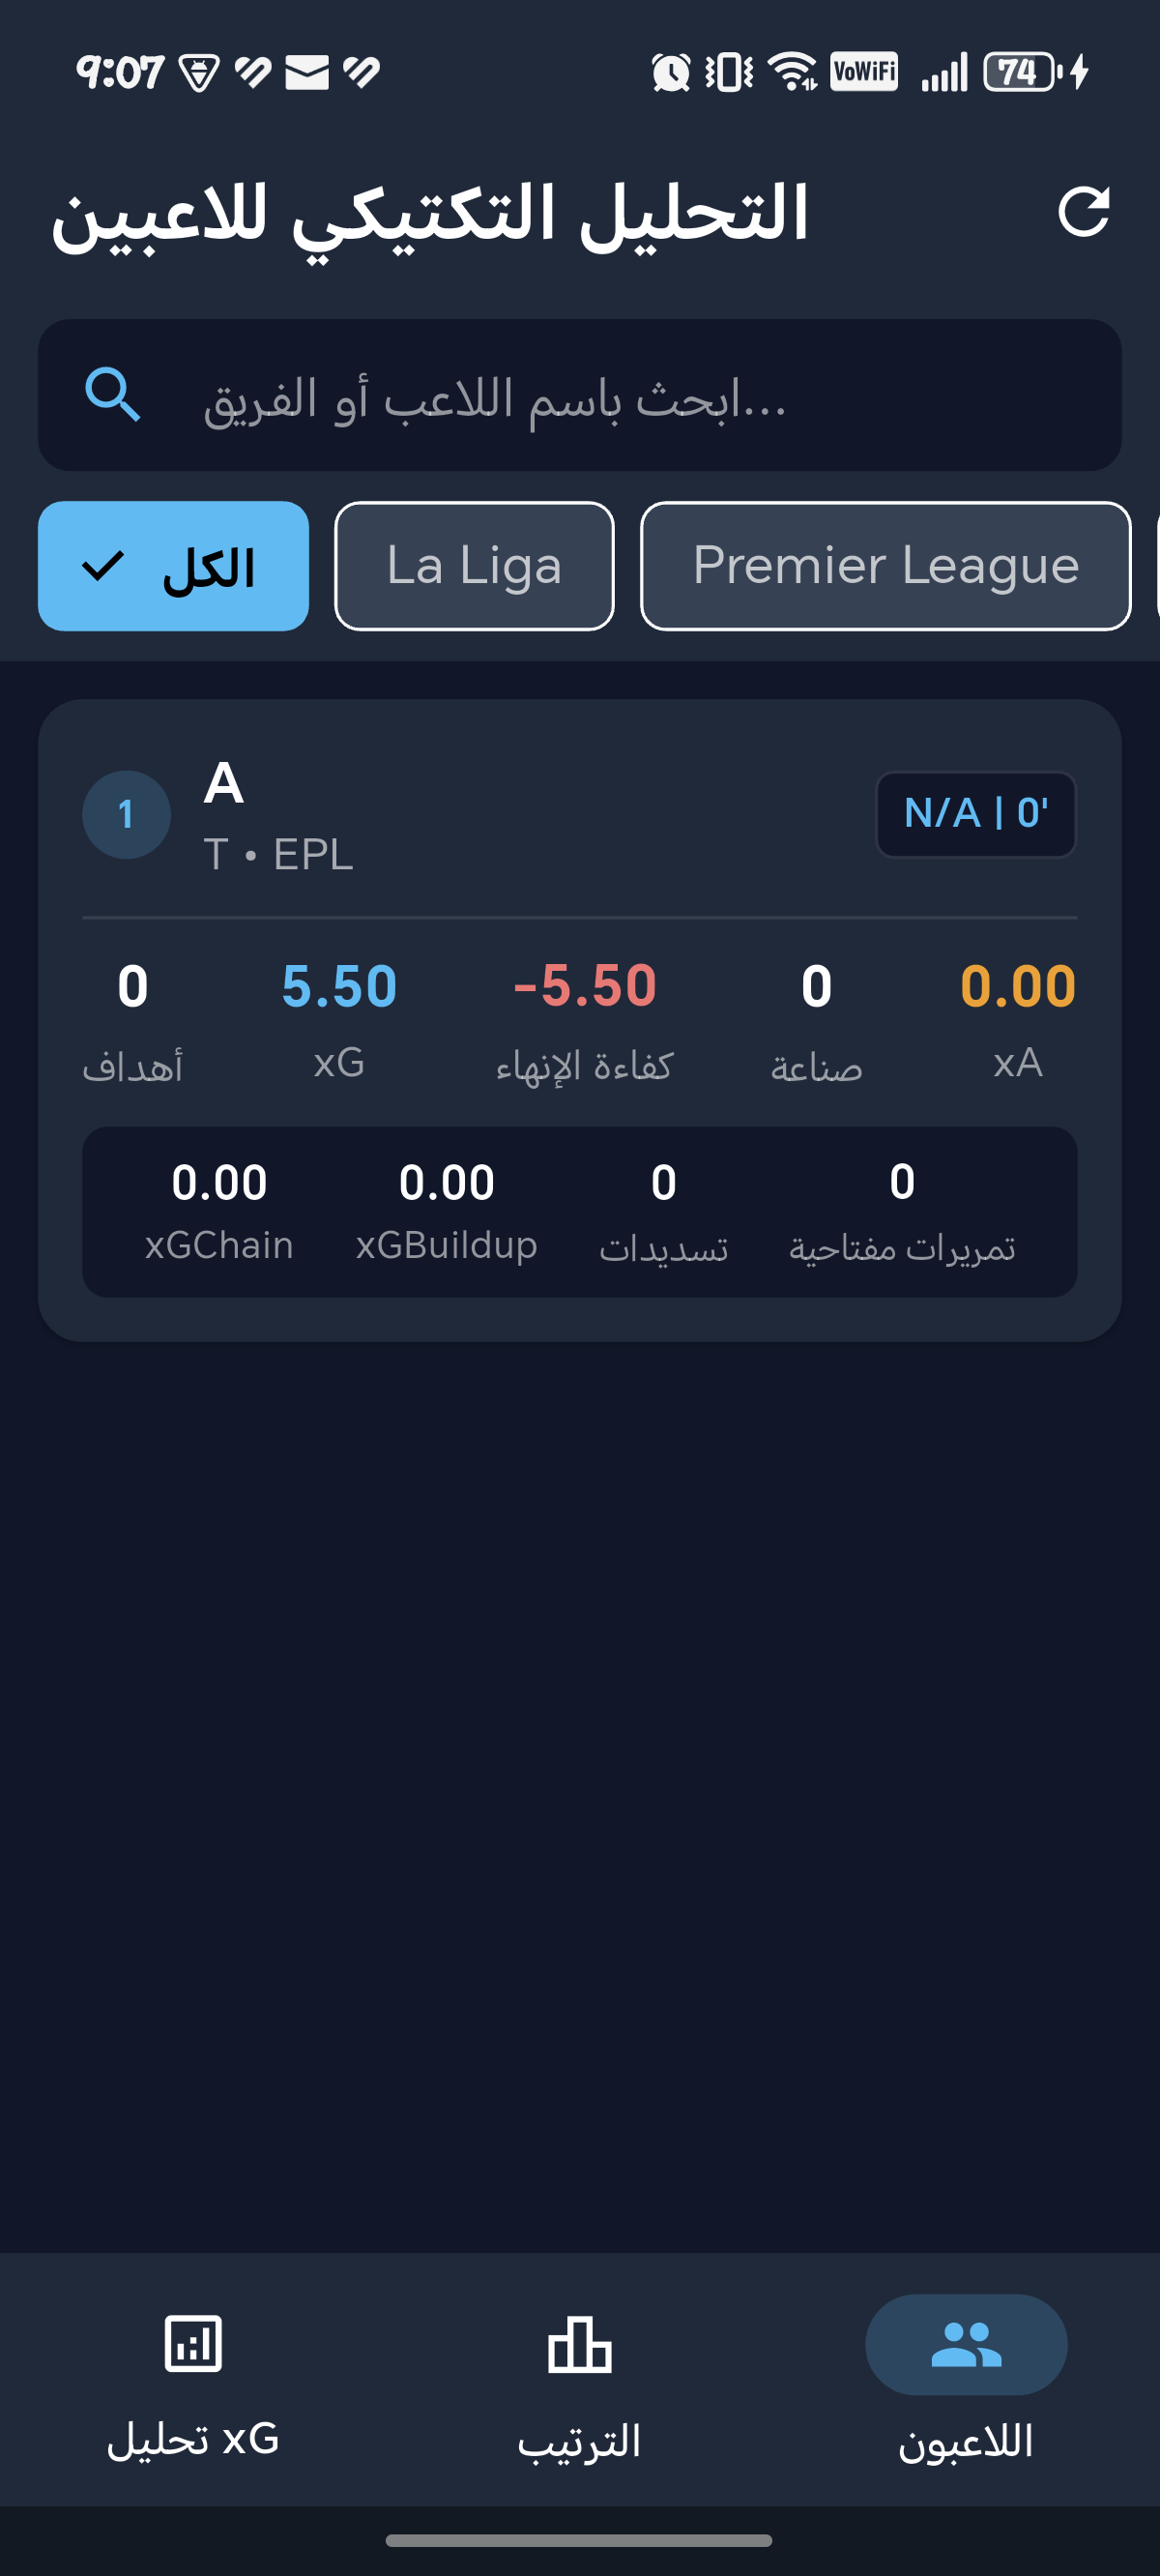 9:07 VoWiFi 74
التحليل التكتيكي للاعبين
ابحث باسم اللاعب أو الفريق...
الكل La Liga Premier League
1 A N/A | 0'
T • EPL
0 5.50 -5.50 0 0.00
أهداف xG كفاءة الإنهاء صناعة xA
0.00 0.00 0 0
xGChain xGBuildup تسديدات تمريرات مفتاحية
تحليل xG الترتيب اللاعبون